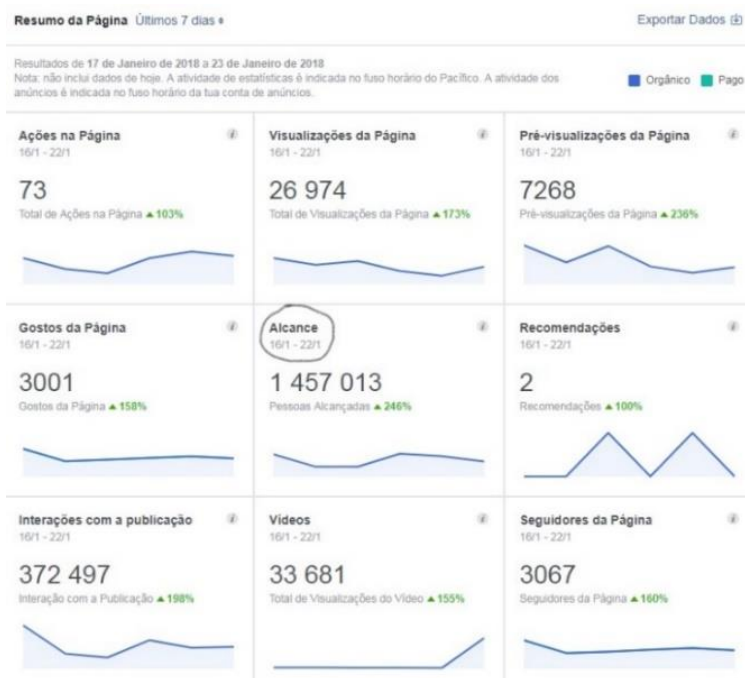 Resumo da Página Últimos 7 dias
Exportar Dados
Resultados de 17 de Janeiro de 2018 a 23 de Janeiro de 2018
Nota: não inclui dados de hoje. A atividade de estatísticas é indicada no fuso horário do Pacífico. A atividade dos
anúncios é indicada no fuso horário da tua conta de anúncios.
Orgânico Pago
Ações na Página
16/1 - 22/1
73
Total de Ações na Página ▲ 103%
Visualizações da Página
16/1 - 22/1
26 974
Total de Visualizações da Página ▲ 173%
Pré-visualizações da Página
16/1 - 22/1
7268
Pré-visualizações da Página ▲ 236%
Gostos da Página
16/1 - 22/1
3001
Gostos da Página ▲ 158%
Alcance
16/1 - 22/1
1 457 013
Pessoas Alcançadas ▲ 246%
Recomendações
16/1 - 22/1
2
Recomendações ▲ 100%
Interações com a publicação
16/1 - 22/1
372 497
Interação com a Publicação ▲ 198%
Vídeos
16/1 - 22/1
33 681
Total de Visualizações do Vídeo ▲ 155%
Seguidores da Página
16/1 - 22/1
3067
Seguidores da Página ▲ 160%